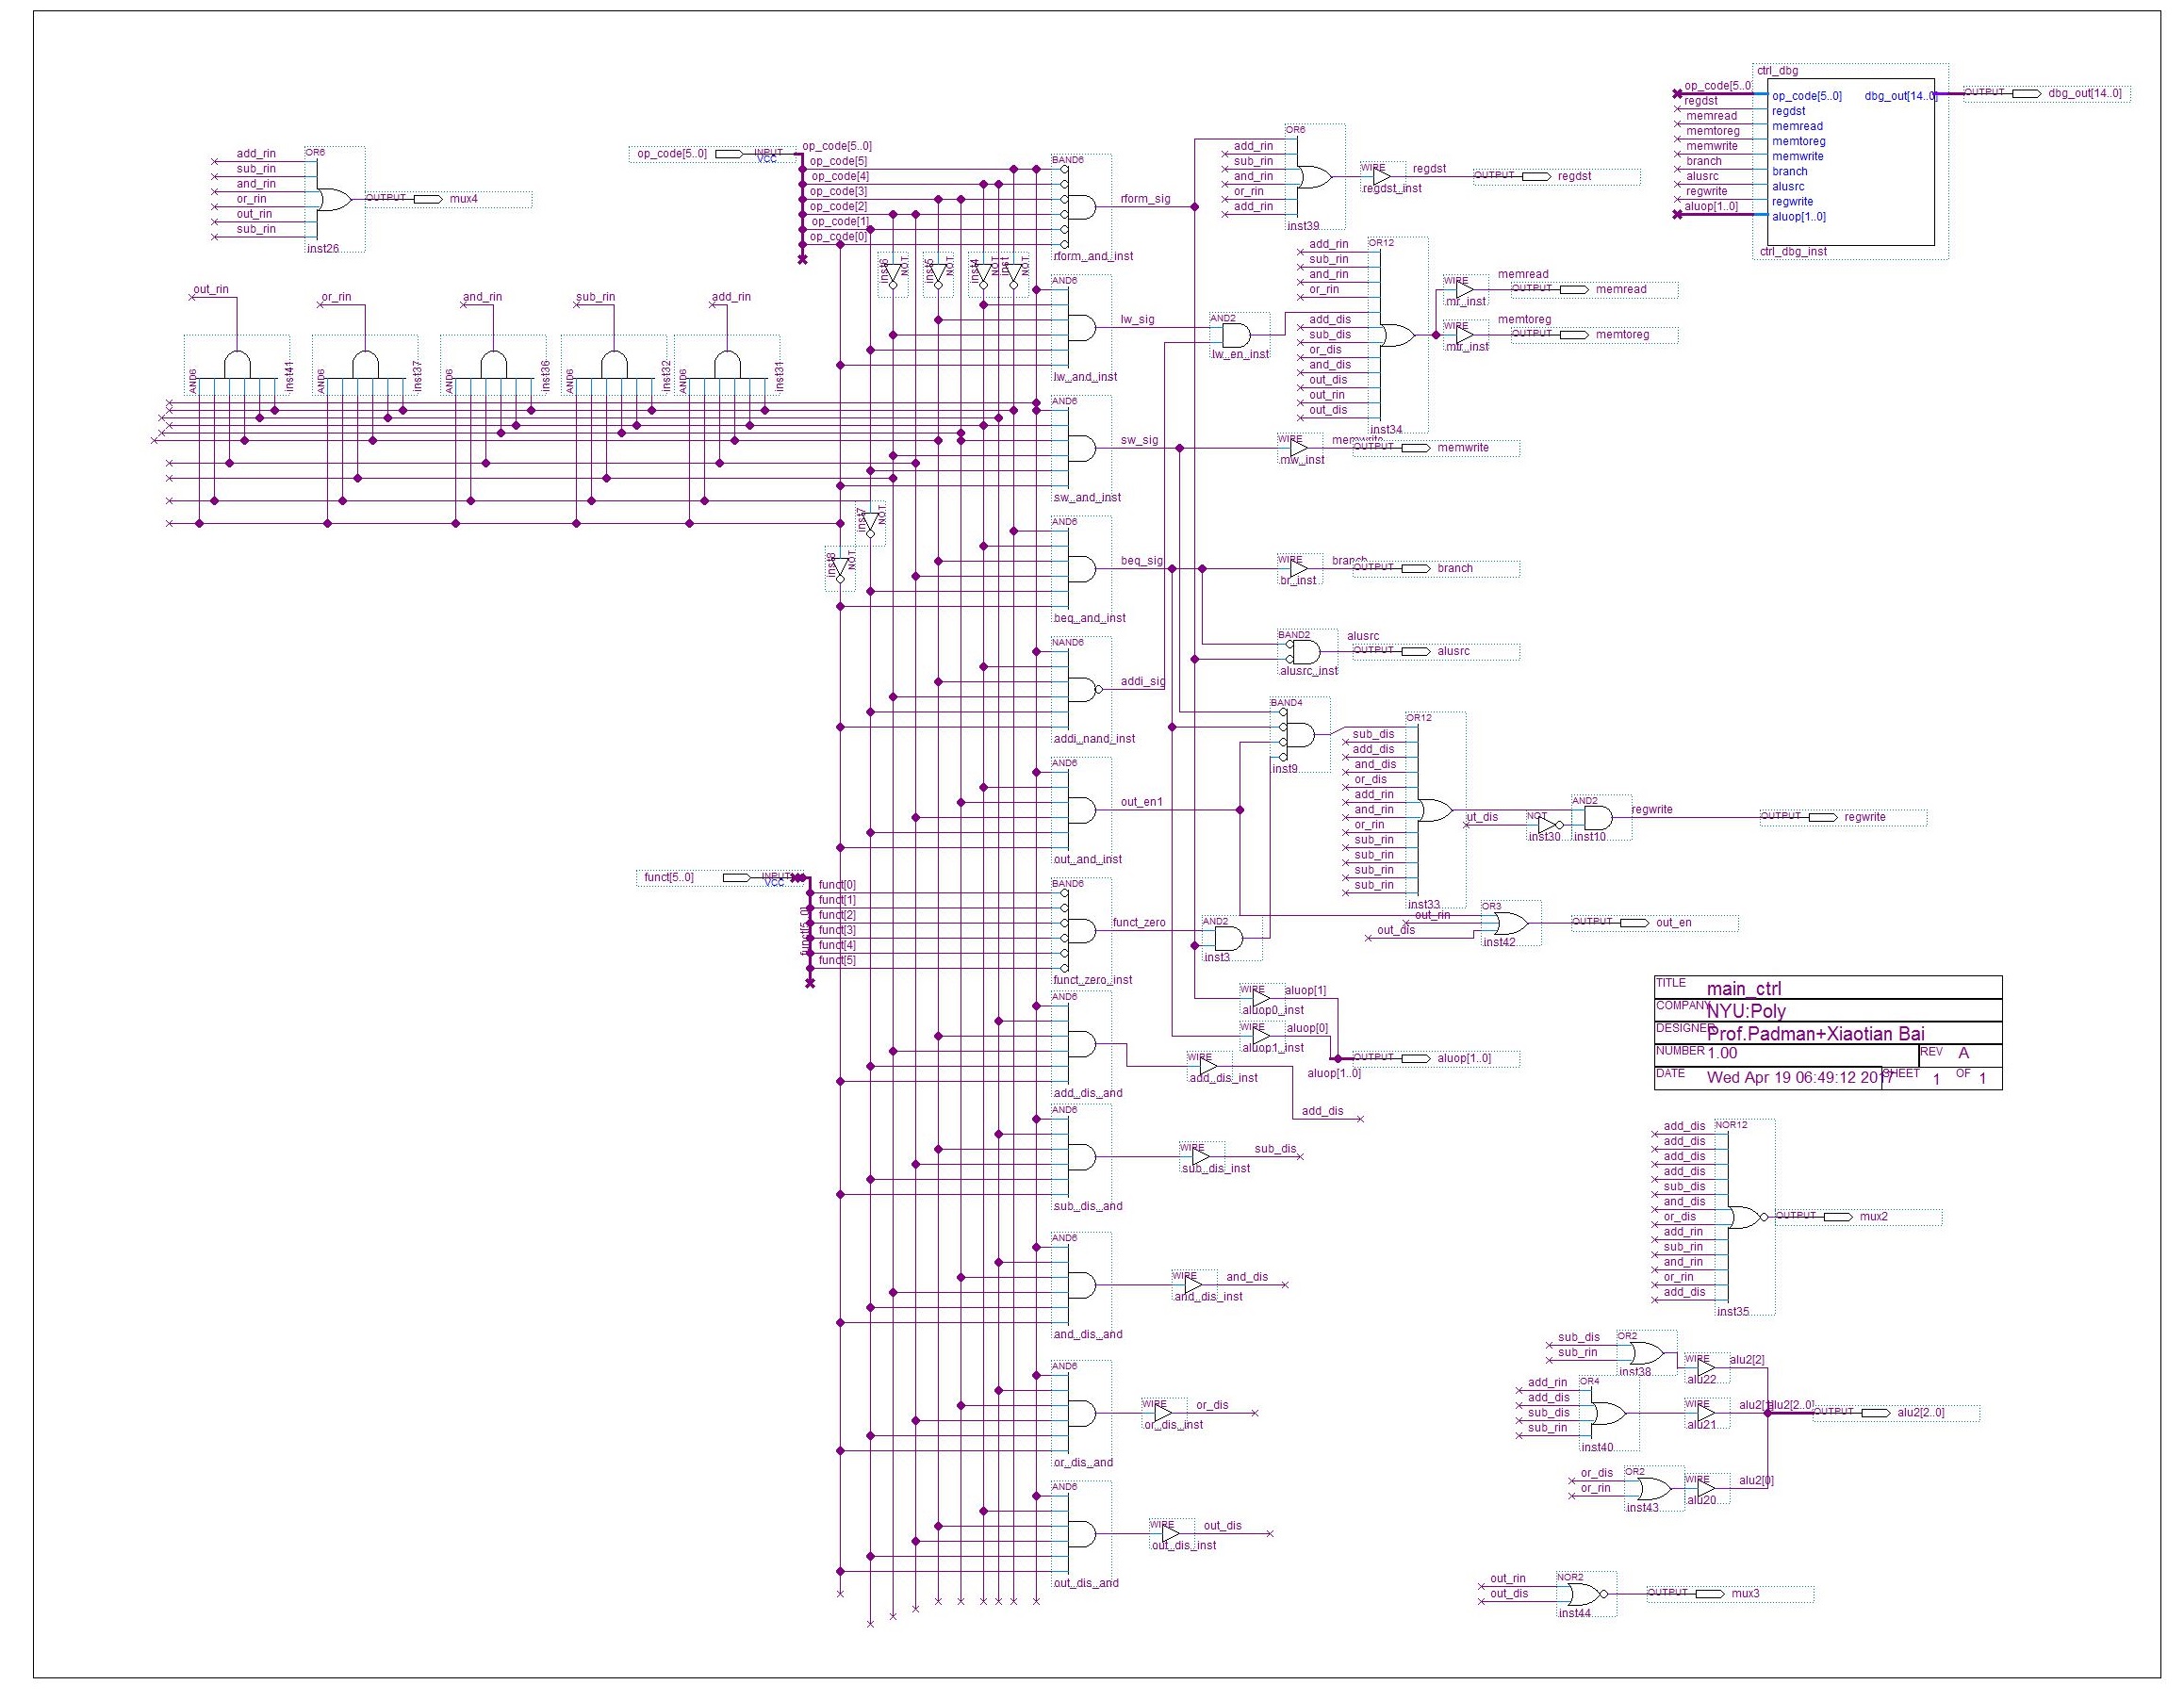 ctrl_dbg
op_code[5..0
regdst
memread
memtoreg
memwrite
branch
alusrc
regwrite
aluop[1..0]
op_code[5..0]
regdst
memread
memtoreg
memwrite
branch
alusrc
regwrite
aluop[1..0]
dbg_out[14..0]
ctrl_dbg_inst
OUTPUT
dbg_out[14..0]
add_rin
sub_rin
and_rin
or_rin
out_rin
sub_rin
OR6
inst26
OUTPUT
mux4
op_code[5..0]
INPUT
VCC
op_code[5..0]
op_code[5]
op_code[4]
op_code[3]
op_code[2]
op_code[1]
op_code[0]
BAND6
rform_sig
rform_and_inst
add_rin
sub_rin
and_rin
or_rin
add_rin
OR6
inst39
WIRE
regdst_inst
regdst
OUTPUT
regdst
inst6
NOT
inst5
NOT
inst4
NOT
inst
NOT
out_rin
or_rin
and_rin
sub_rin
add_rin
AND6
inst41
AND6
inst37
AND6
inst36
AND6
inst32
AND6
inst31
AND6
lw_sig
lw_and_inst
AND2
lw_en_inst
add_rin
sub_rin
and_rin
or_rin
add_dis
sub_dis
or_dis
and_dis
out_dis
out_rin
out_dis
OR12
inst34
WIRE
mr_inst
memread
OUTPUT
memread
WIRE
mtr_inst
memtoreg
OUTPUT
memtoreg
AND6
sw_sig
sw_and_inst
WIRE
mw_inst
memwrite
OUTPUT
memwrite
inst7
NOT
inst8
NOT
AND6
beq_sig
beq_and_inst
WIRE
br_inst
branch
OUTPUT
branch
BAND2
alusrc_inst
alusrc
OUTPUT
alusrc
NAND6
addi_sig
addi_nand_inst
BAND4
inst9
OR12
sub_dis
add_dis
and_dis
or_dis
add_rin
and_rin
or_rin
sub_rin
sub_rin
sub_rin
sub_rin
inst33
ut_dis
NOT
inst30
AND2
inst10
regwrite
OUTPUT
regwrite
AND6
out_en1
out_and_inst
funct[5..0]
INPUT
VCC
funct[5..0]
funct[0]
funct[1]
funct[2]
funct[3]
funct[4]
funct[5]
BAND6
funct_zero
funct_zero_inst
AND2
inst3
out_rin
out_dis
OR3
inst42
OUTPUT
out_en
WIRE
aluop[1]
aluop0_inst
WIRE
aluop[0]
aluop1_inst
aluop[1..0]
OUTPUT
aluop[1..0]
AND6
add_dis_and
WIRE
add_dis_inst
add_dis
AND6
sub_dis_and
WIRE
sub_dis_inst
sub_dis
AND6
and_dis_and
WIRE
and_dis_inst
and_dis
AND6
or_dis_and
WIRE
or_dis_inst
or_dis
AND6
out_dis_and
WIRE
out_dis_inst
out_dis
TITLE main_ctrl
COMPANY NYU:Poly
DESIGNER Prof.Padman+Xiaotian Bai
NUMBER 1.00 REV A
DATE Wed Apr 19 06:49:12 2017 SHEET 1 OF 1
add_dis
add_dis
add_dis
add_dis
sub_dis
and_dis
or_dis
add_rin
sub_rin
and_rin
or_rin
add_dis
NOR12
inst35
OUTPUT
mux2
sub_dis
sub_rin
OR2
inst38
WIRE
alu22
alu2[2]
add_rin
add_dis
sub_dis
sub_rin
OR4
inst40
WIRE
alu21
alu2[2..0]
OUTPUT
alu2[2..0]
or_dis
or_rin
OR2
inst43
WIRE
alu20
alu2[0]
out_rin
out_dis
NOR2
inst44
OUTPUT
mux3